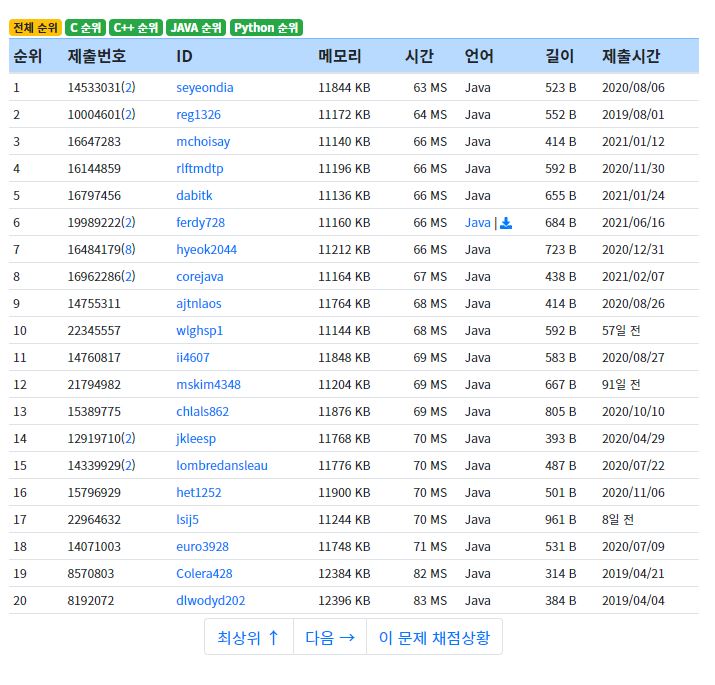 전체 순위 C 순위 C++ 순위 JAVA 순위 Python 순위
순위 제출번호 ID 메모리 시간 언어 길이 제출시간
1 14533031(2) seyeondia 11844 KB 63 MS Java 523 B 2020/08/06
2 10004601(2) reg1326 11172 KB 64 MS Java 552 B 2019/08/01
3 16647283 mchoisay 11140 KB 66 MS Java 414 B 2021/01/12
4 16144859 rlftmdtp 11196 KB 66 MS Java 592 B 2020/11/30
5 16797456 dabitk 11136 KB 66 MS Java 655 B 2021/01/24
6 19989222(2) ferdy728 11160 KB 66 MS Java | 684 B 2021/06/16
7 16484179(8) hyeok2044 11212 KB 66 MS Java 723 B 2020/12/31
8 16962286(2) corejava 11164 KB 67 MS Java 438 B 2021/02/07
9 14755311 ajtnlaos 11764 KB 68 MS Java 414 B 2020/08/26
10 22345557 wlghsp1 11144 KB 68 MS Java 592 B 57일 전
11 14760817 ii4607 11848 KB 69 MS Java 583 B 2020/08/27
12 21794982 mskim4348 11204 KB 69 MS Java 667 B 91일 전
13 15389775 chlals862 11876 KB 69 MS Java 805 B 2020/10/10
14 12919710(2) jkleesp 11768 KB 70 MS Java 393 B 2020/04/29
15 14339929(2) lombredansleau 11776 KB 70 MS Java 487 B 2020/07/22
16 15796929 het1252 11900 KB 70 MS Java 501 B 2020/11/06
17 22964632 lsij5 11244 KB 70 MS Java 961 B 8일 전
18 14071003 euro3928 11748 KB 71 MS Java 531 B 2020/07/09
19 8570803 Colera428 12384 KB 82 MS Java 314 B 2019/04/21
20 8192072 dlwodyd202 12396 KB 83 MS Java 384 B 2019/04/04
최상위 ↑ 다음 → 이 문제 채점상황